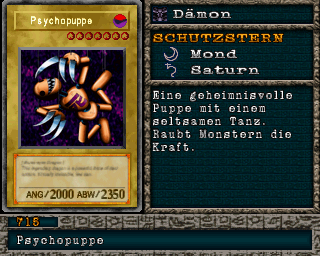 Psychopuppe
ANG/2000 ABW/2350
Dämon
SCHUTZSTERN
Mond
Saturn
Eine geheimnisvolle
Puppe mit einem
seltsamen Tanz.
Raubt Monstern die
Kraft.
715
Psychopuppe